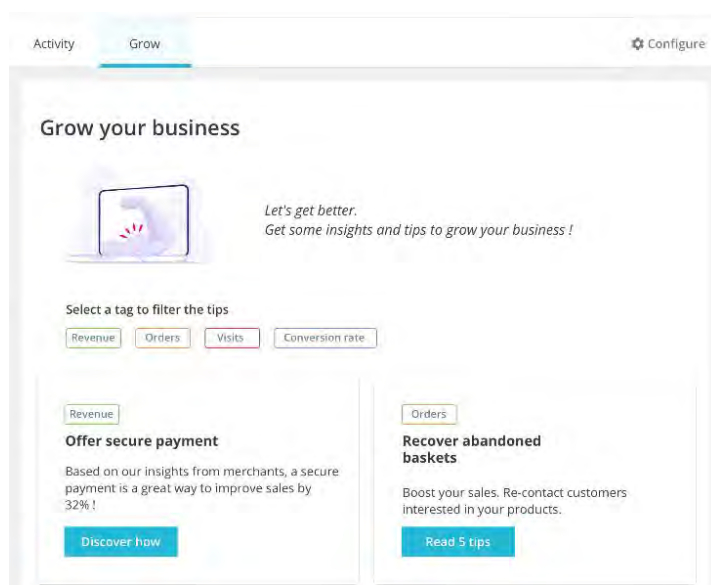 Activity
Grow
Configure
Grow your business
Let's get better.
Get some insights and tips to grow your business !
Select a tag to filter the tips
Revenue
Orders
Visits
Conversion rate
Revenue
Offer secure payment
Based on our insights from merchants, a secure
payment is a great way to improve sales by
32% !
Discover how
Orders
Recover abandoned
baskets
Boost your sales. Re-contact customers
interested in your products.
Read 5 tips